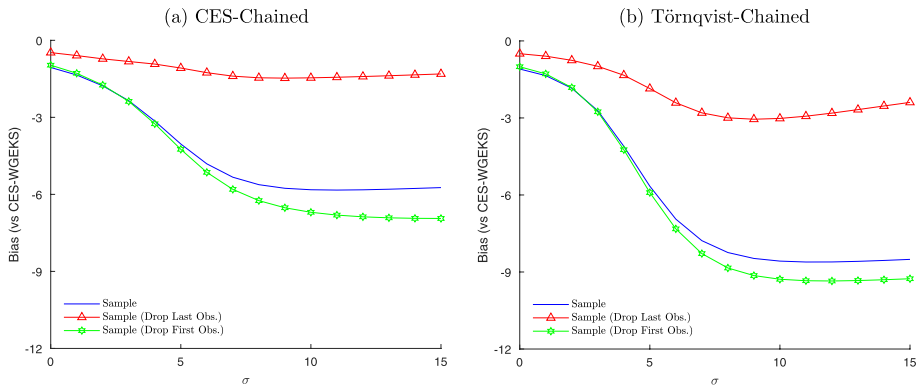 (a) CES-Chained
0
-3
-6
-9
-12
Bias (vs CES-WGEKS)
Sample
Sample (Drop Last Obs.)
Sample (Drop First Obs.)
0 5 10 15
σ
(b) Törnqvist-Chained
0
-3
-6
-9
-12
Bias (vs CES-WGEKS)
Sample
Sample (Drop Last Obs.)
Sample (Drop First Obs.)
0 5 10 15
σ